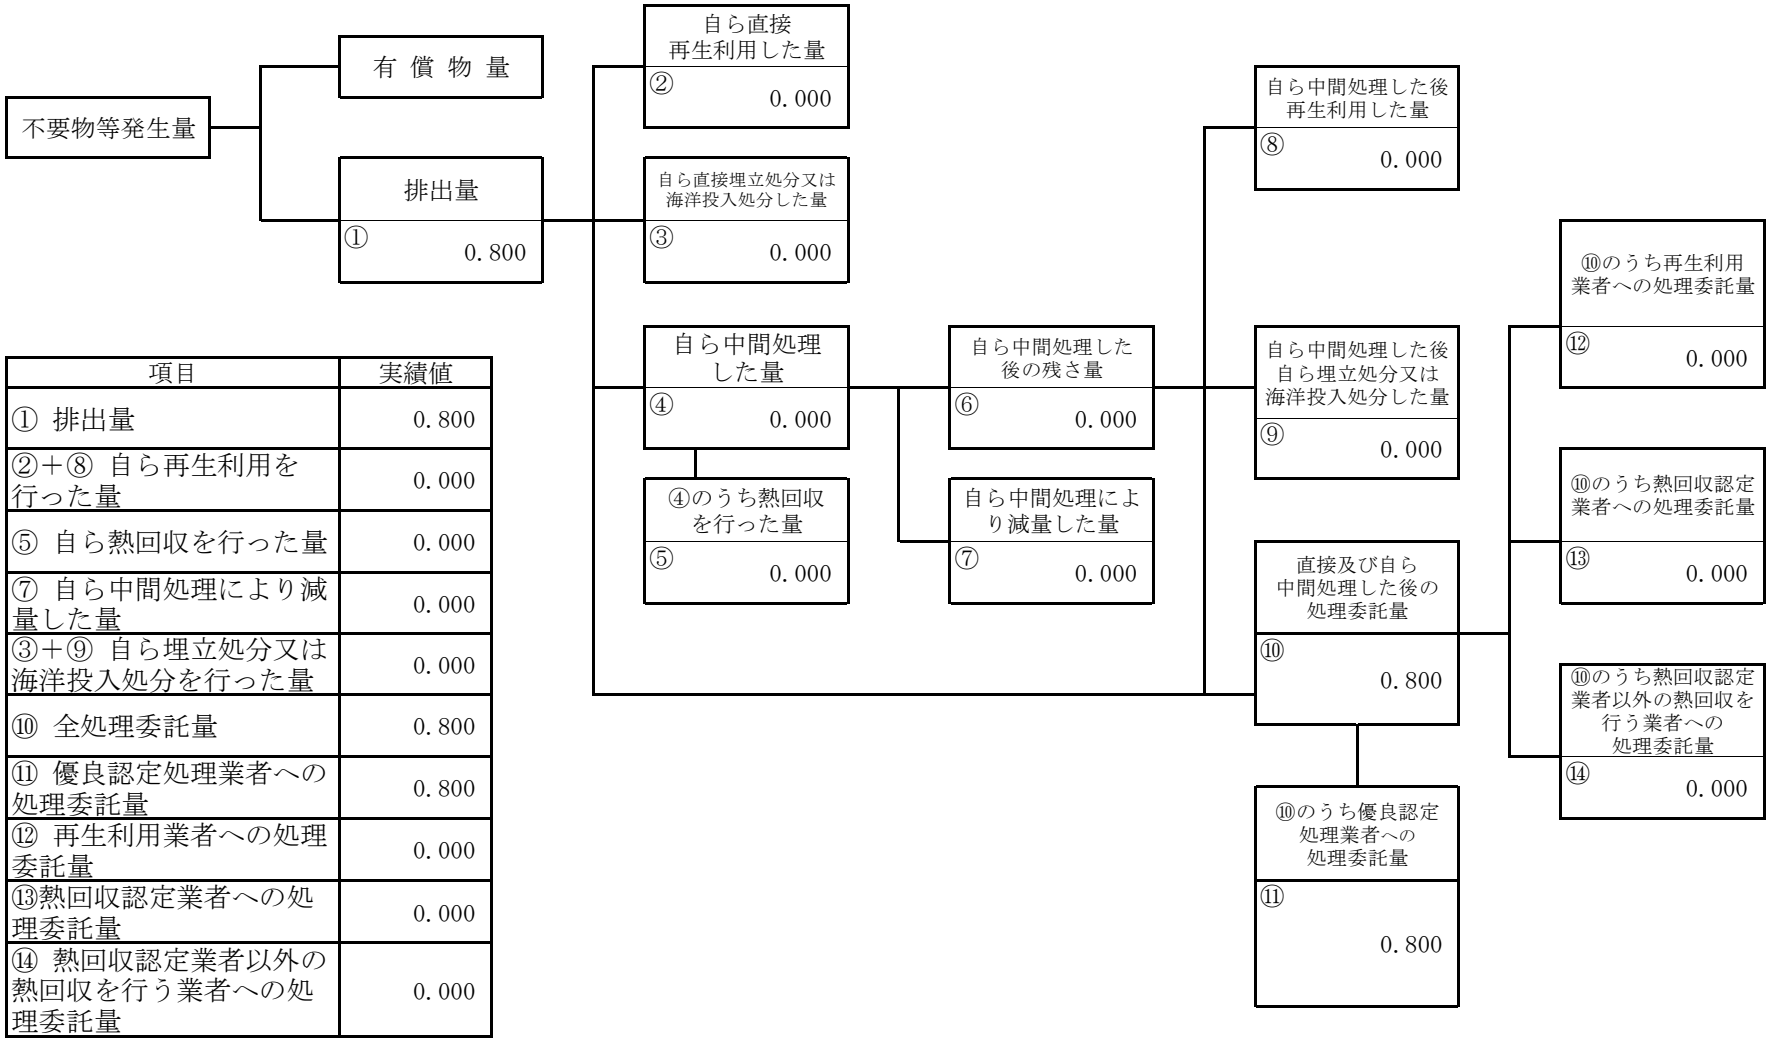 自ら直接
再生利用した量
②
0.000
有 償 物 量
不要物等発生量
自ら中間処理した後
再生利用した量
⑧
0.000
排出量
①
0.800
自ら直接埋立処分又は
海洋投入処分した量
③
0.000
⑩のうち再生利用
業者への処理委託量
⑫
0.000
自ら中間処理
した量
④
0.000
自ら中間処理した
後の残さ量
⑥
0.000
自ら中間処理した後
自ら埋立処分又は
海洋投入処分した量
⑨
0.000
④のうち熱回収
を行った量
⑤
0.000
自ら中間処理によ
り減量した量
⑦
0.000
⑩のうち熱回収認定
業者への処理委託量
⑬
0.000
直接及び自ら
中間処理した後の
処理委託量
⑩
0.800
⑩のうち熱回収認定
業者以外の熱回収を
行う業者への
処理委託量
⑭
0.000
⑩のうち優良認定
処理業者への
処理委託量
⑪
0.800
項目 実績値
① 排出量 0.800
②＋⑧ 自ら再生利用を
行った量 0.000
⑤ 自ら熱回収を行った量 0.000
⑦ 自ら中間処理により減
量した量 0.000
③＋⑨ 自ら埋立処分又は
海洋投入処分を行った量 0.000
⑩ 全処理委託量 0.800
⑪ 優良認定処理業者への
処理委託量 0.800
⑫ 再生利用業者への処理
委託量 0.000
⑬熱回収認定業者への処
理委託量 0.000
⑭ 熱回収認定業者以外の
熱回収を行う業者への処
理委託量 0.000